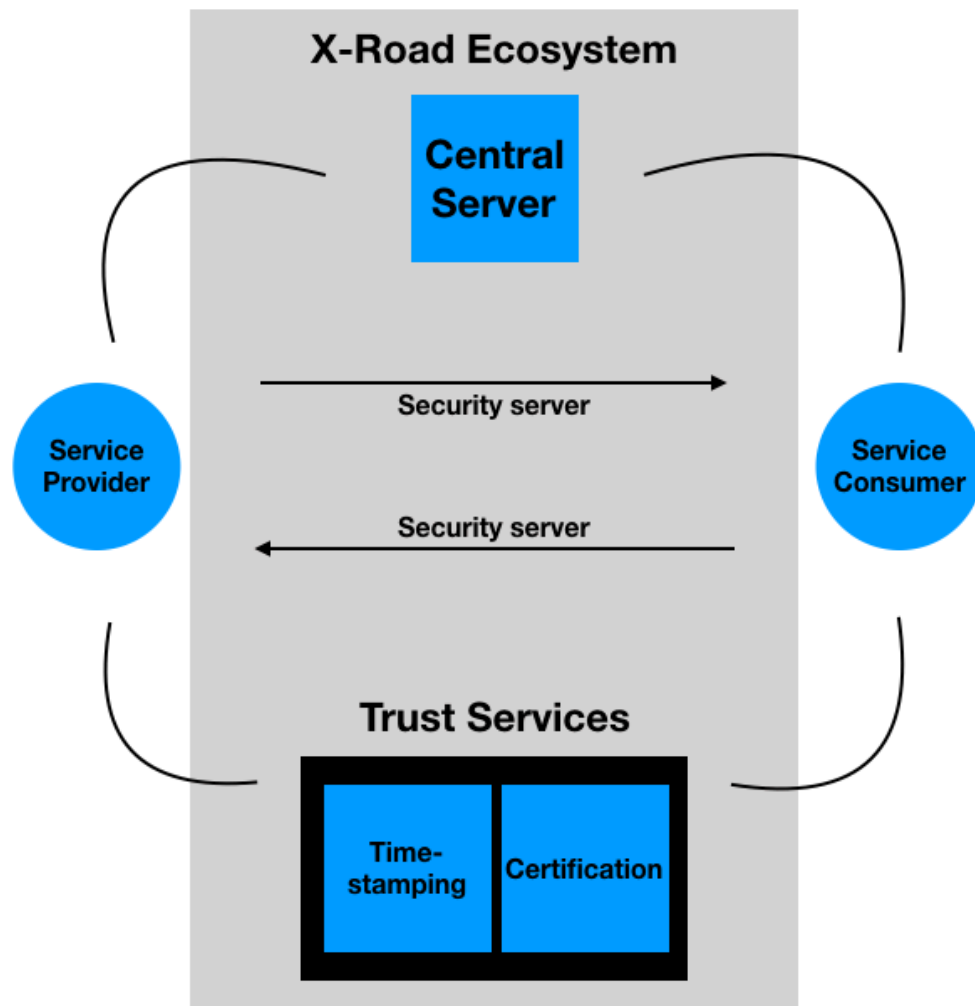 X-Road Ecosystem
Central
Server
Security server
Service
Provider
Service
Consumer
Security server
Trust Services
Time-
stamping
Certification